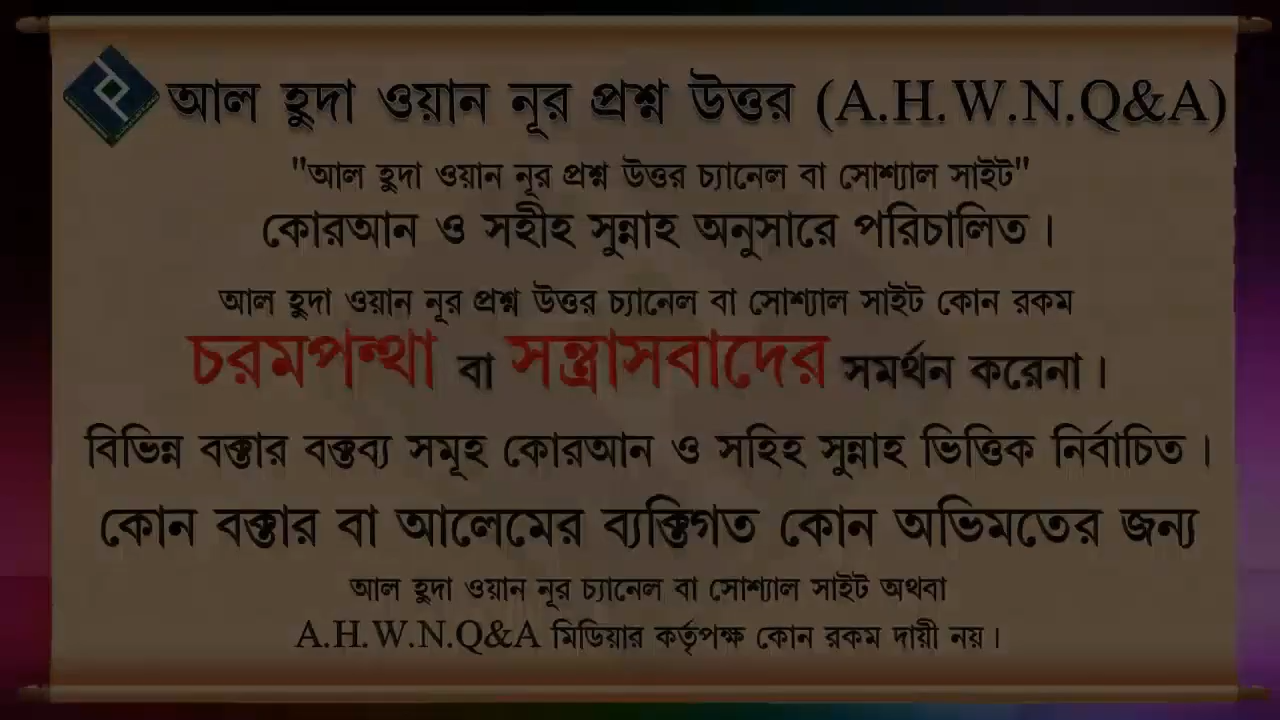 আল হুদা ওয়ান নূর প্রশ্ন উত্তর (A.H.W.N.Q&A)
"আল হুদা ওয়ান নূর প্রশ্ন উত্তর চ্যানেল বা সোশ্যাল সাইট"
কোরআন ও সহীহ সুন্নাহ অনুসারে পরিচালিত।
আল হুদা ওয়ান নূর প্রশ্ন উত্তর চ্যানেল বা সোশ্যাল সাইট কোন রকম
চরমপন্থা বা সন্ত্রাসবাদের সমর্থন করেনা।
বিভিন্ন বক্তার বক্তব্য সমূহ কোরআন ও সহিহ সুন্নাহ ভিত্তিক নির্বাচিত।
কোন বক্তার বা আলেমের ব্যক্তিগত কোন অভিমতের জন্য
আল হুদা ওয়ান নূর চ্যানেল বা সোশ্যাল সাইট অথবা
A.H.W.N.Q&A মিডিয়ার কর্তৃপক্ষ কোন রকম দায়ী নয়।